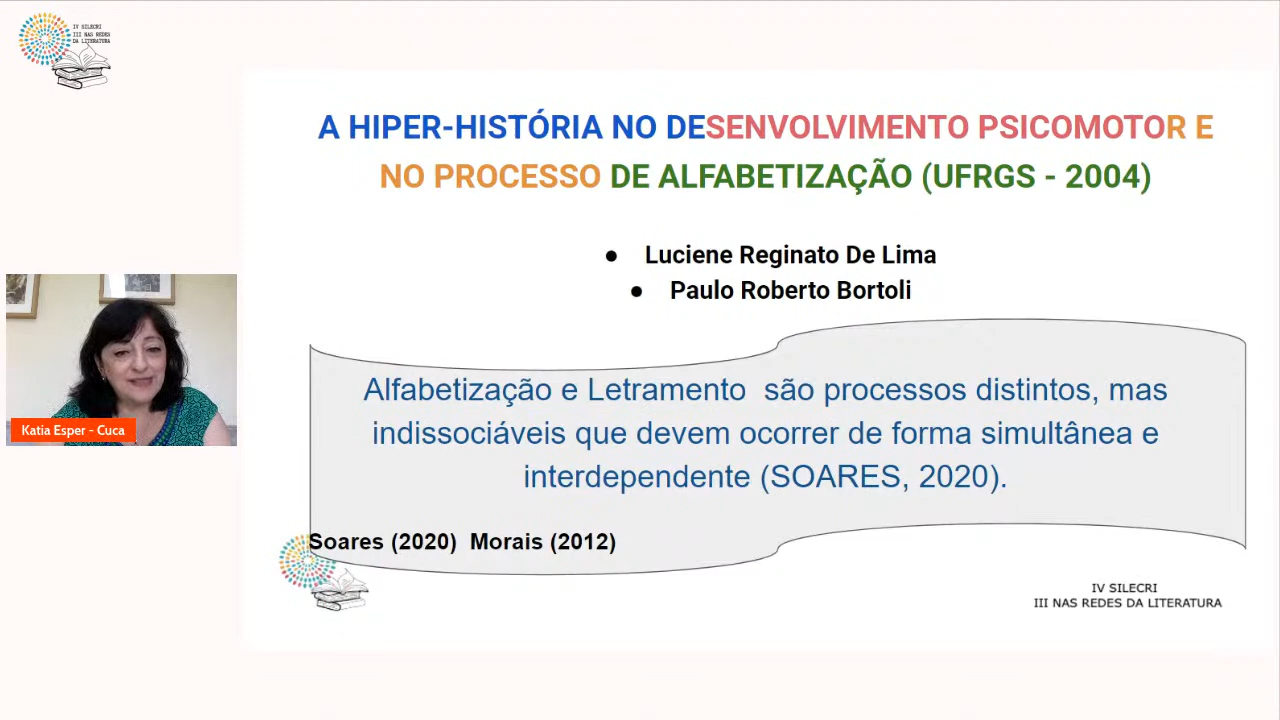 IV SILECRI
III NAS REDES
DA LITERATURA
A HIPER-HISTÓRIA NO DESENVOLVIMENTO PSICOMOTOR E
NO PROCESSO DE ALFABETIZAÇÃO (UFRGS - 2004)
● Luciene Reginato De Lima
● Paulo Roberto Bortoli
Alfabetização e Letramento são processos distintos, mas
indissociáveis que devem ocorrer de forma simultânea e
interdependente (SOARES, 2020).
Katia Esper - Cuca
Soares (2020) Morais (2012)
IV SILECRI
III NAS REDES DA LITERATURA